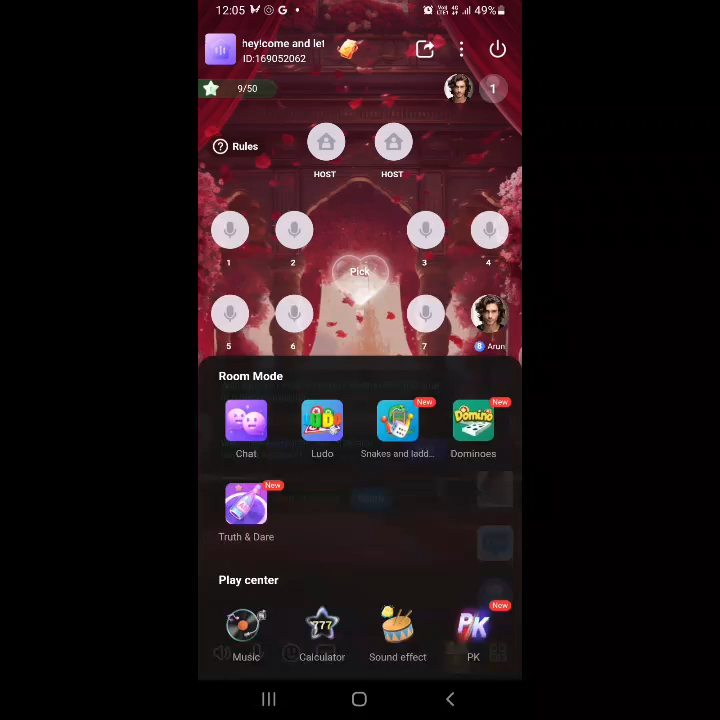 12:05
49%
hey!come and let
ID:169052062
9/50
1
Rules
HOST
HOST
1
2
3
4
Pick
5
6
7
8 Arun
Room Mode
New
New
Chat
Ludo
Snakes and ladd...
Dominoes
New
Truth & Dare
Play center
New
777
PK
Music
Calculator
Sound effect
PK